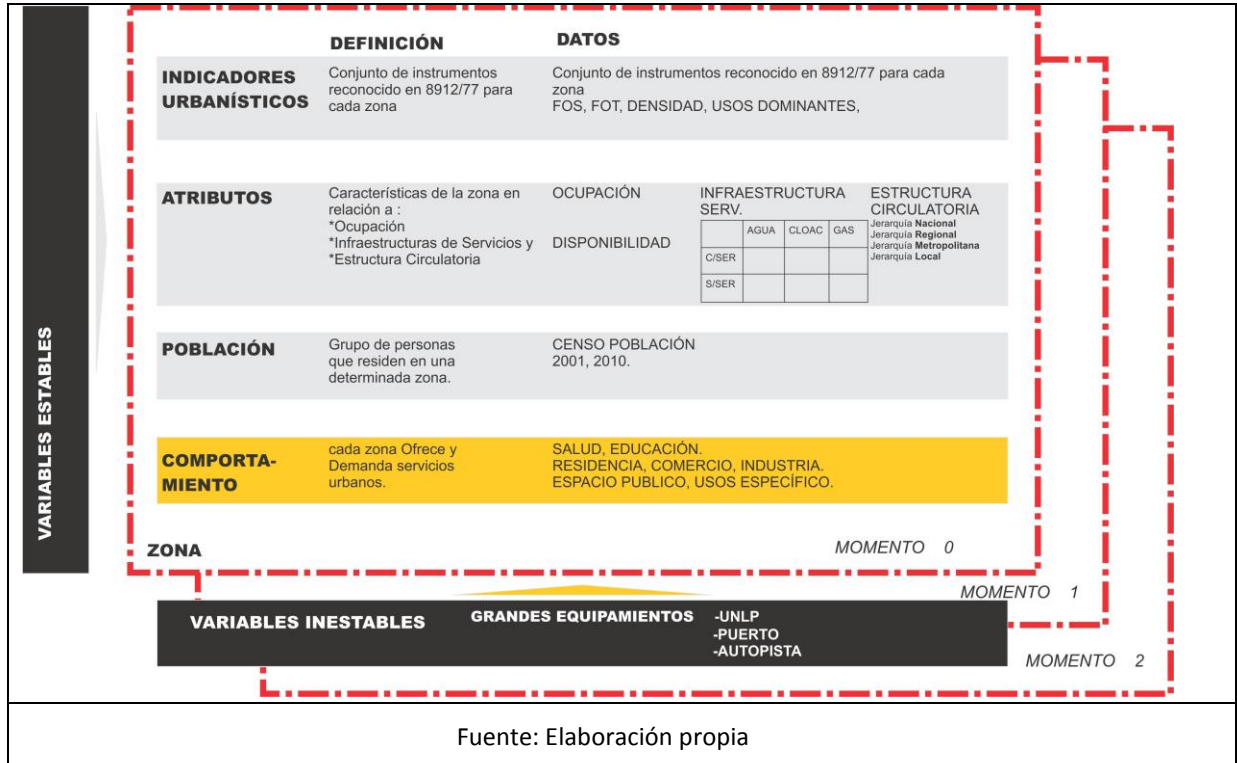 DEFINICIÓN
DATOS
INDICADORES
URBANÍSTICOS
Conjunto de instrumentos
reconocido en 8912/77 para
cada zona
Conjunto de instrumentos reconocido en 8912/77 para cada
zona
FOS, FOT, DENSIDAD, USOS DOMINANTES,
ATRIBUTOS
Características de la zona en
relación a :
*Ocupación
*Infraestructuras de Servicios y
*Estructura Circulatoria
OCUPACIÓN
DISPONIBILIDAD
INFRAESTRUCTURA
SERV.
AGUA CLOAC GAS
C/SER
S/SER
ESTRUCTURA
CIRCULATORIA
Jerarquía Nacional
Jerarquía Regional
Jerarquía Metropolitana
Jerarquía Local
POBLACIÓN
Grupo de personas
que residen en una
determinada zona.
CENSO POBLACIÓN
2001, 2010.
COMPORTA-
MIENTO
cada zona Ofrece y
Demanda servicios
urbanos.
SALUD, EDUCACIÓN.
RESIDENCIA, COMERCIO, INDUSTRIA.
ESPACIO PUBLICO, USOS ESPECÍFICO.
VARIABLES ESTABLES
ZONA
MOMENTO 0
MOMENTO 1
VARIABLES INESTABLES
GRANDES EQUIPAMIENTOS
-UNLP
-PUERTO
-AUTOPISTA
MOMENTO 2
Fuente: Elaboración propia